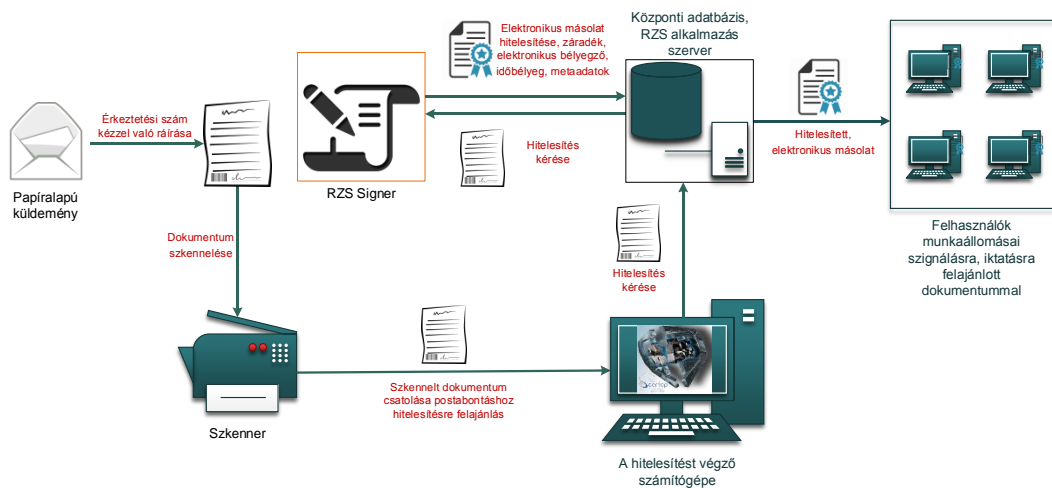 Elektronikus másolat
hitelesítése, záradék,
elektronikus bélyegző,
időbélyeg, metaadatok
Központi adatbázis,
RZS alkalmazás
szerver
Érkeztetési szám
kézzel való ráírása
Papíralapú
küldemény
RZS Signer
Hitelesítés
kérése
Hitelesített,
elektronikus másolat
Felhasználók
munkaállomásai
szignálásra, iktatásra
felajánlott
dokumentummal
Dokumentum
szkennelése
Hitelesítés
kérése
Szkenner
Szkennelt dokumentum
csatolása postabontáshoz
hitelesítésre felajánlás
A hitelesítést végző
számítógépe